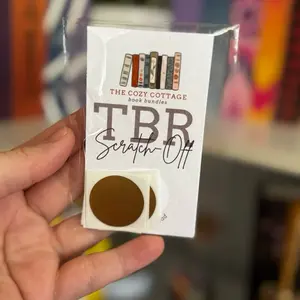 THE COZY COTTAGE
book bundles
TBR
Scratch-Off